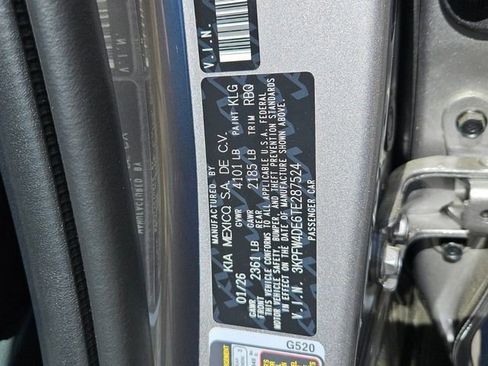 V.I.N.
MANUFACTURED BY
KIA MEXICO S.A. DE C.V.
01/26 GVWR 4101 LB PAINT KLG
GAWR FRONT 2361 LB GAWR REAR 2185 LB TRIM RBQ
THIS VEHICLE CONFORMS TO ALL APPLICABLE U.S.A. FEDERAL
MOTOR VEHICLE SAFETY, BUMPER, AND THEFT PREVENTION STANDARDS
IN EFFECT ON THE DATE OF MANUFACTURE SHOWN ABOVE.
V.I.N. 3KPFW4DE6TE287524
PASSENGER CAR
G520